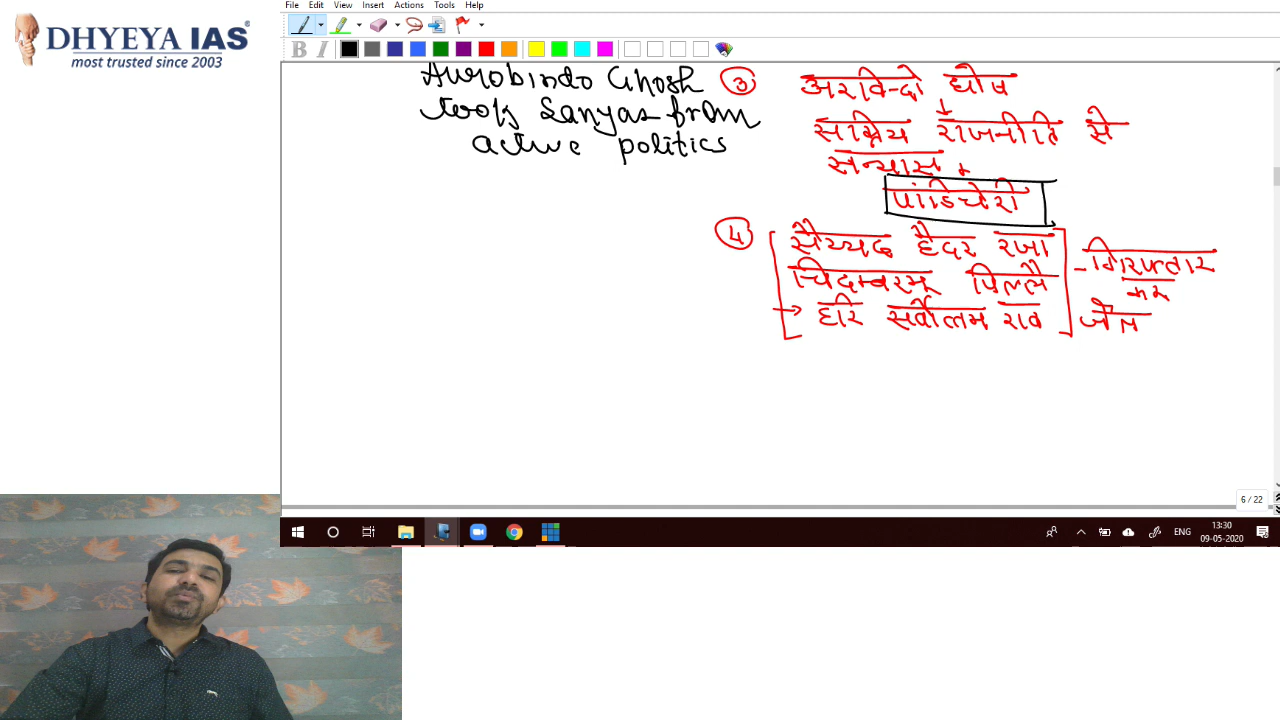 DHYEYA IAS
most trusted since 2003
File Edit View Insert Actions Tools Help
B I
Aurobindo Ghosh
took Sanyas from
active politics
③ अरविन्दो घोष
सक्रिय राजनीति से
सन्यास
पांडिचेरी
④ सैय्यद हैदर रजा
चिदम्बरम् पिल्लै
हरि सर्वोत्तम राव
गिरफ्तार
कर
जेल
6 / 22
ENG
13:30
09-05-2020